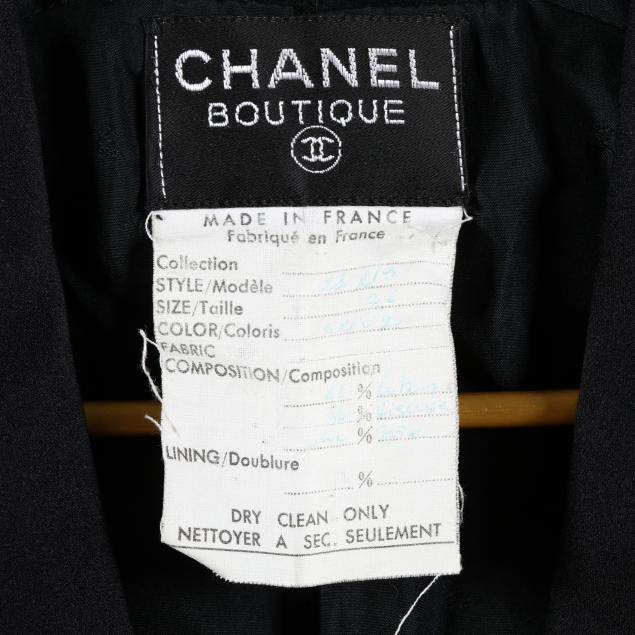 CHANEL
BOUTIQUE
MADE IN FRANCE
Fabriqué en France
Collection
STYLE/Modèle
SIZE/Taille
COLOR/Coloris
FABRIC
COMPOSITION/Composition
%
%
%
LINING/Doublure
%
DRY CLEAN ONLY
NETTOYER A SEC SEULEMENT